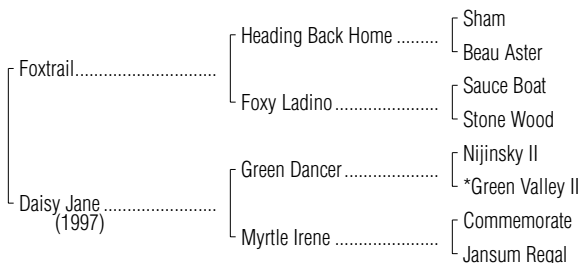 Sham
Heading Back Home .........
Beau Aster
Foxtrail..............................
Sauce Boat
Foxy Ladino ......................
Stone Wood
Nijinsky II
Green Dancer....................
*Green Valley II
Daisy Jane ........................
(1997)
Commemorate
Myrtle Irene ......................
Jansum Regal